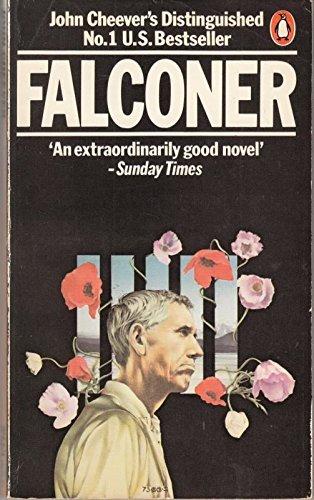 John Cheever's Distinguished
No.1 U.S. Bestseller
FALCONER
'An extraordinarily good novel'
-Sunday Times